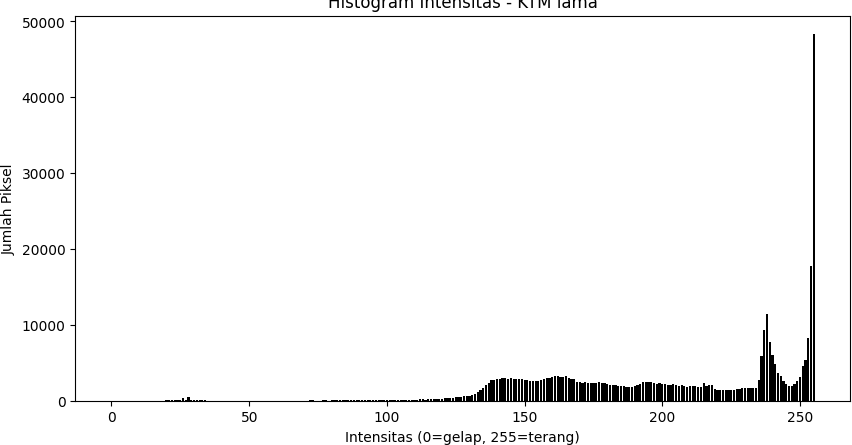 Histogram Intensitas - KTM lama
50000
40000
30000
20000
10000
0
Jumlah Piksel
0 50 100 150 200 250
Intensitas (0=gelap, 255=terang)